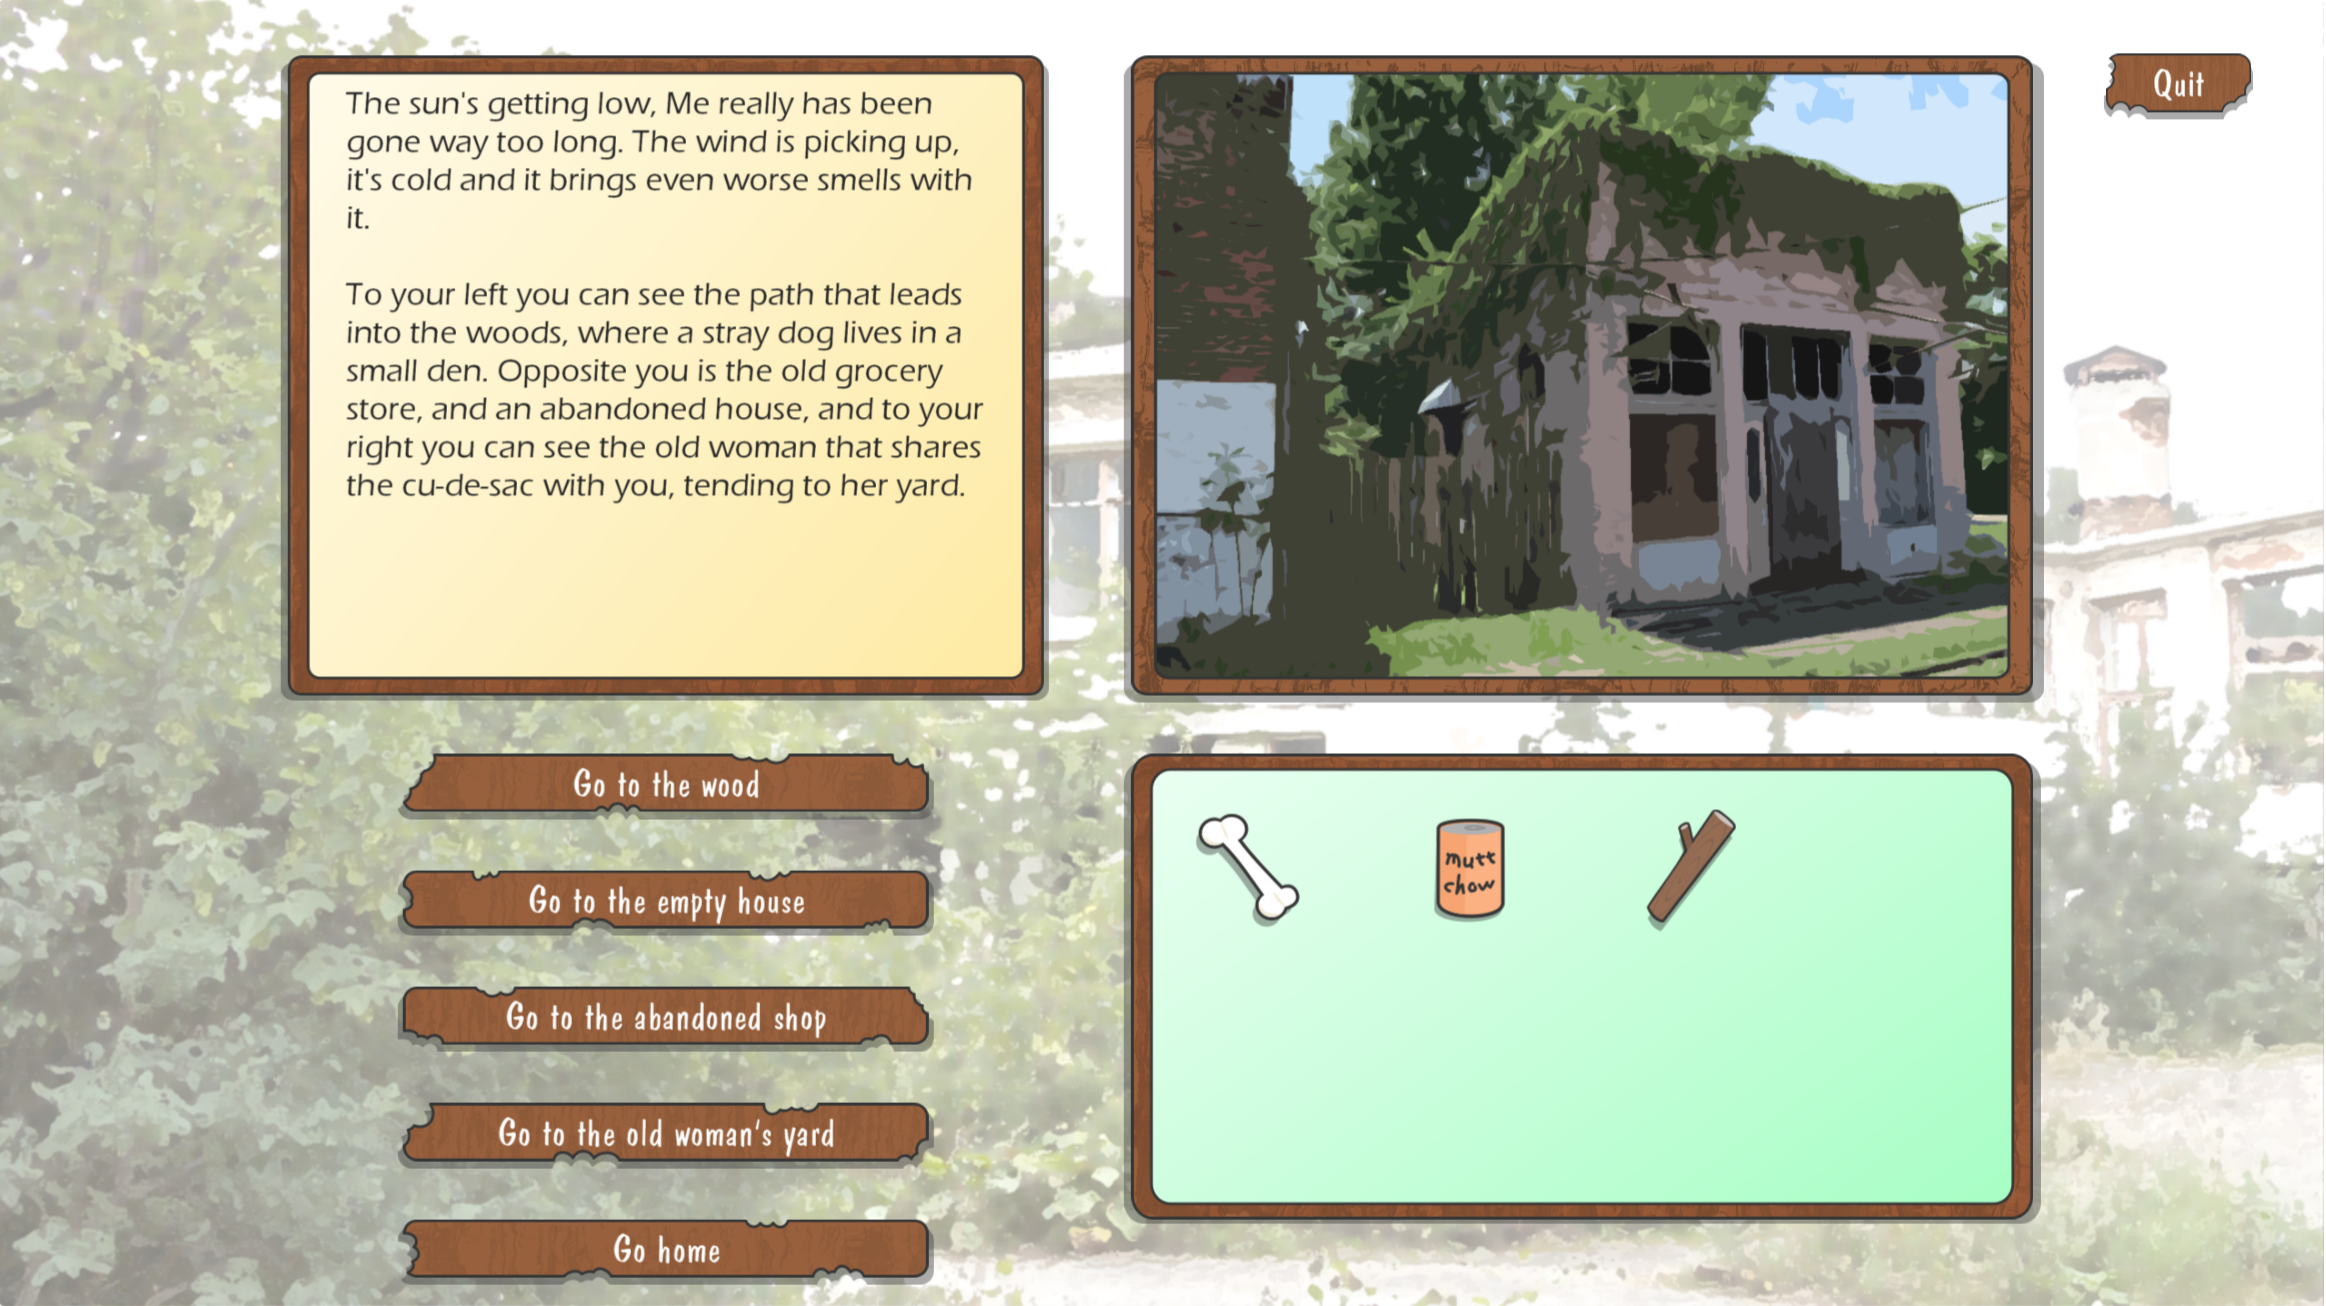 The sun's getting low, Me really has been
gone way too long. The wind is picking up,
it's cold and it brings even worse smells with
it.
To your left you can see the path that leads
into the woods, where a stray dog lives in a
small den. Opposite you is the old grocery
store, and an abandoned house, and to your
right you can see the old woman that shares
the cu-de-sac with you, tending to her yard.
Quit
Go to the wood
Go to the empty house
Go to the abandoned shop
Go to the old woman's yard
Go home
mutt
chow